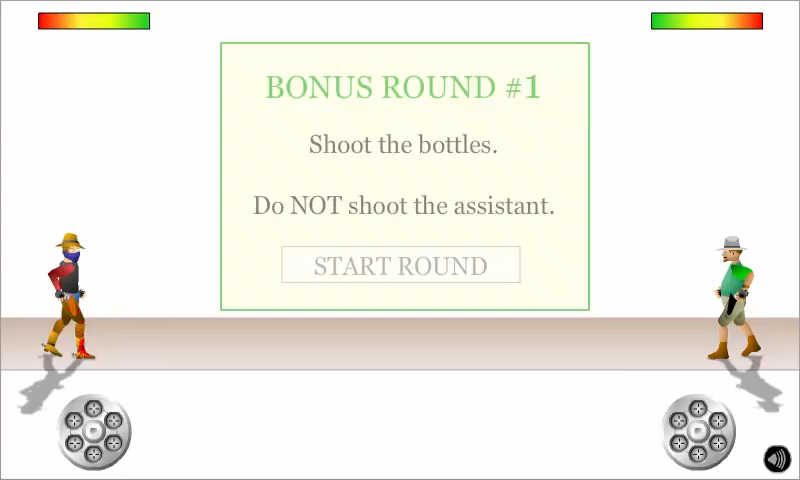 BONUS ROUND #1
Shoot the bottles.
Do NOT shoot the assistant.
START ROUND